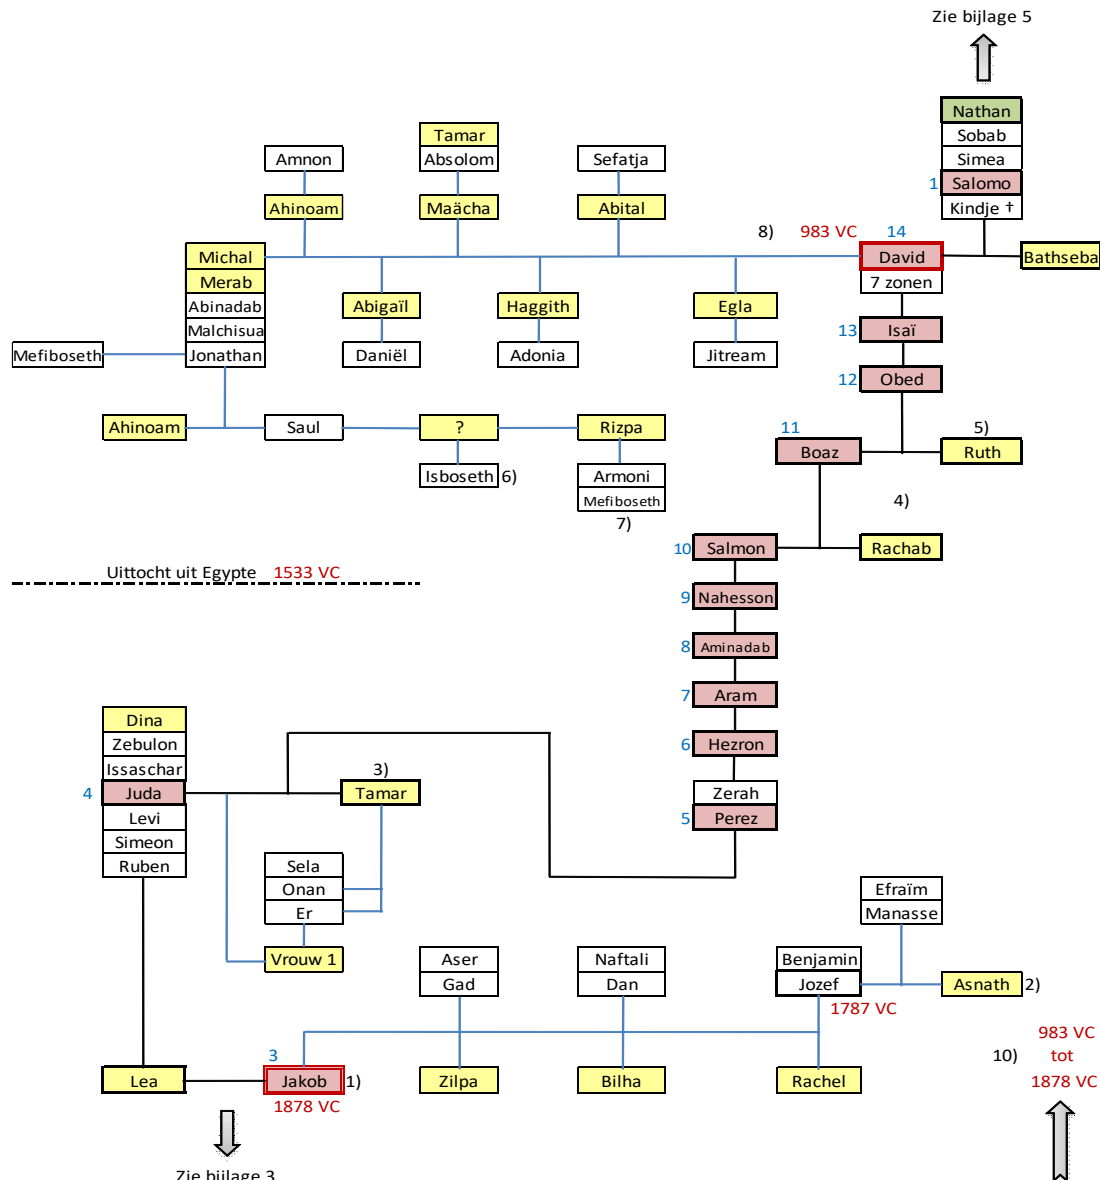 Zie bijlage 5
Nathan
Tamar
Sobab
Amnon
Absolom
Sefatja
Simea
1 Salomo
Ahinoam
Maächa
Abital
Kindje †
8) 983 VC 14
Michal
David
Bathseba
Merab
7 zonen
Abinadab
Abigaïl
Haggith
Egla
Malchisua
13 Isaï
Mefiboseth
Jonathan
Daniël
Adonia
Jitream
12 Obed
Ahinoam
Saul
?
Rizpa
11
5)
Boaz
Ruth
Isboseth 6)
Armoni
Mefiboseth
4)
7)
10 Salmon
Rachab
Uittocht uit Egypte 1533 VC
9 Nahesson
8 Aminadab
7 Aram
Dina
Zebulon
6 Hezron
Issaschar
3)
4 Juda
Tamar
Zerah
Levi
5 Perez
Simeon
Ruben
Sela
Onan
Efraïm
Er
Manasse
Vrouw 1
Aser
Naftali
Benjamin
Gad
Dan
Jozef
Asnath 2)
1787 VC
983 VC
3
10) tot
Lea
Jakob 1)
Zilpa
Bilha
Rachel
1878 VC
1878 VC
Zie bijlage 3